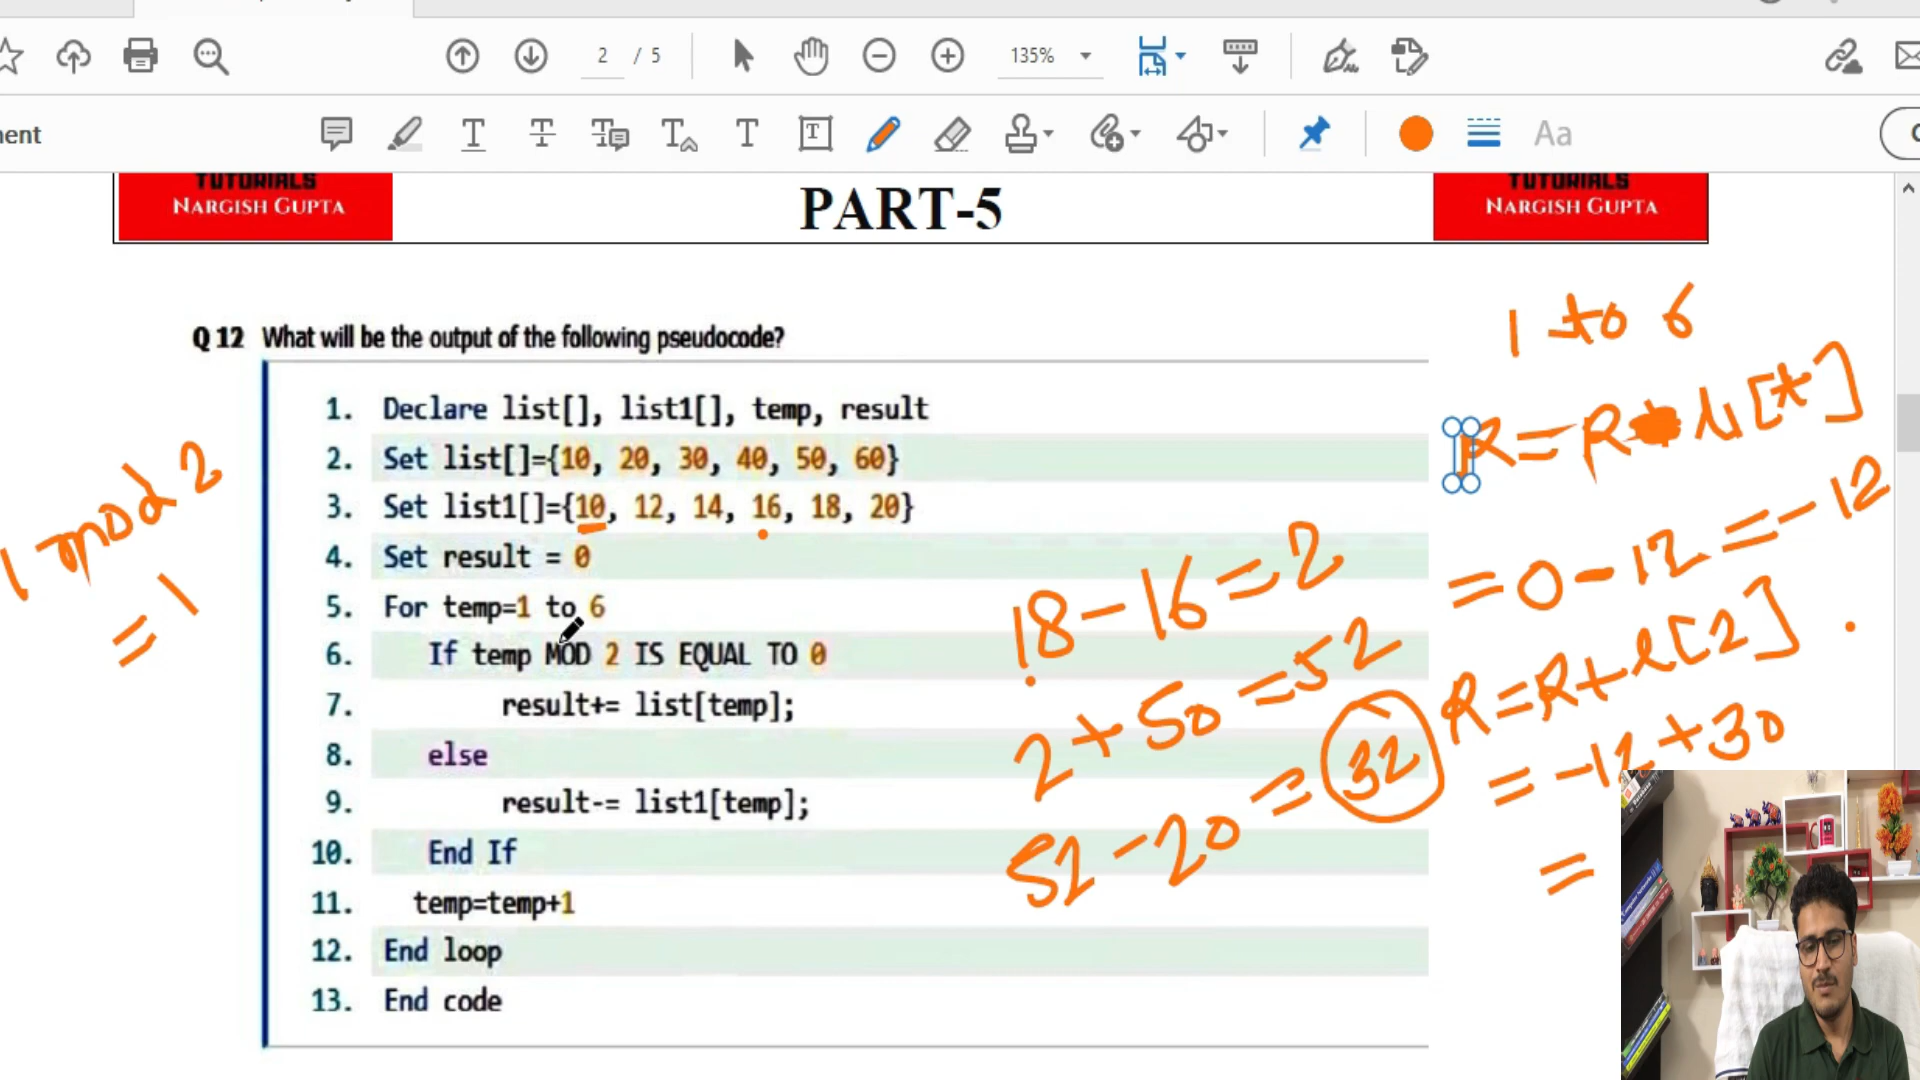 2 / 5
135%
ent
Aa
TUTORIALS
NARGISH GUPTA
PART-5
TUTORIALS
NARGISH GUPTA
Q 12 What will be the output of the following pseudocode?
1. Declare list[], list1[], temp, result
2. Set list[]={10, 20, 30, 40, 50, 60}
3. Set list1[]={10, 12, 14, 16, 18, 20}
4. Set result = 0
5. For temp=1 to 6
6. If temp MOD 2 IS EQUAL TO 0
7. result+= list[temp];
8. else
9. result-= list1[temp];
10. End If
11. temp=temp+1
12. End loop
13. End code
1 mod 2
= 1
18-16=2
2+50=52
52-20=32
1 to 6
=0-12=-12
R=R+l[2]
=-12+30
=